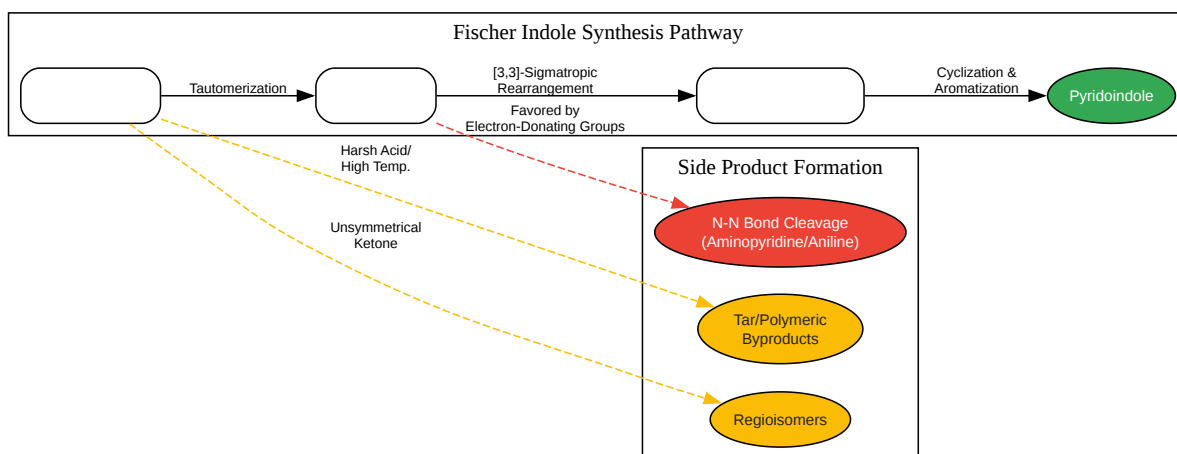 Fischer Indole Synthesis Pathway
Tautomerization
[3,3]-Sigmatropic
Rearrangement
Favored by
Electron-Donating Groups
Cyclization &
Aromatization
Pyridoindole
Harsh Acid/
High Temp.
Unsymmetrical
Ketone
Side Product Formation
N-N Bond Cleavage
(Aminopyridine/Aniline)
Tar/Polymeric
Byproducts
Regioisomers